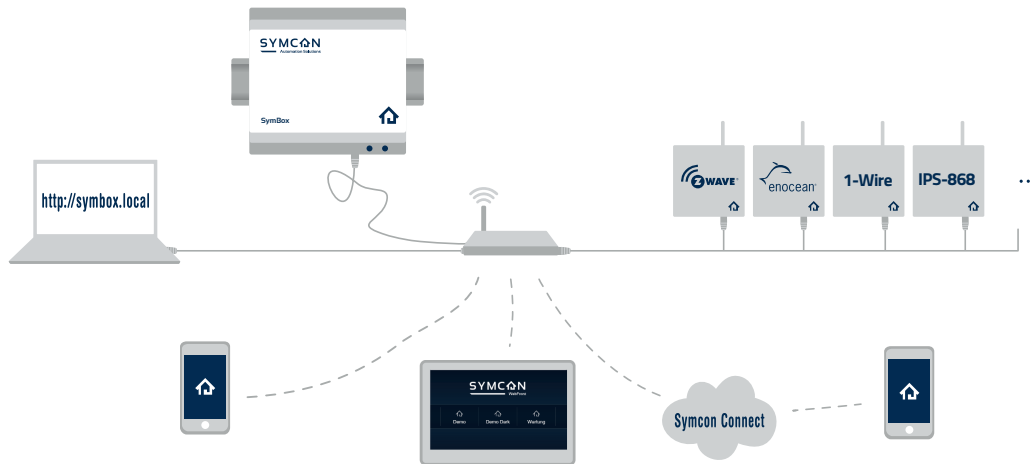 SYMCON
Automation Solutions
SymBox
http://symbox.local
Z WAVE
enocean
1-Wire
IPS-868
...
SYMCON
WebFront
Demo
Demo Dark
Wartung
Symcon Connect